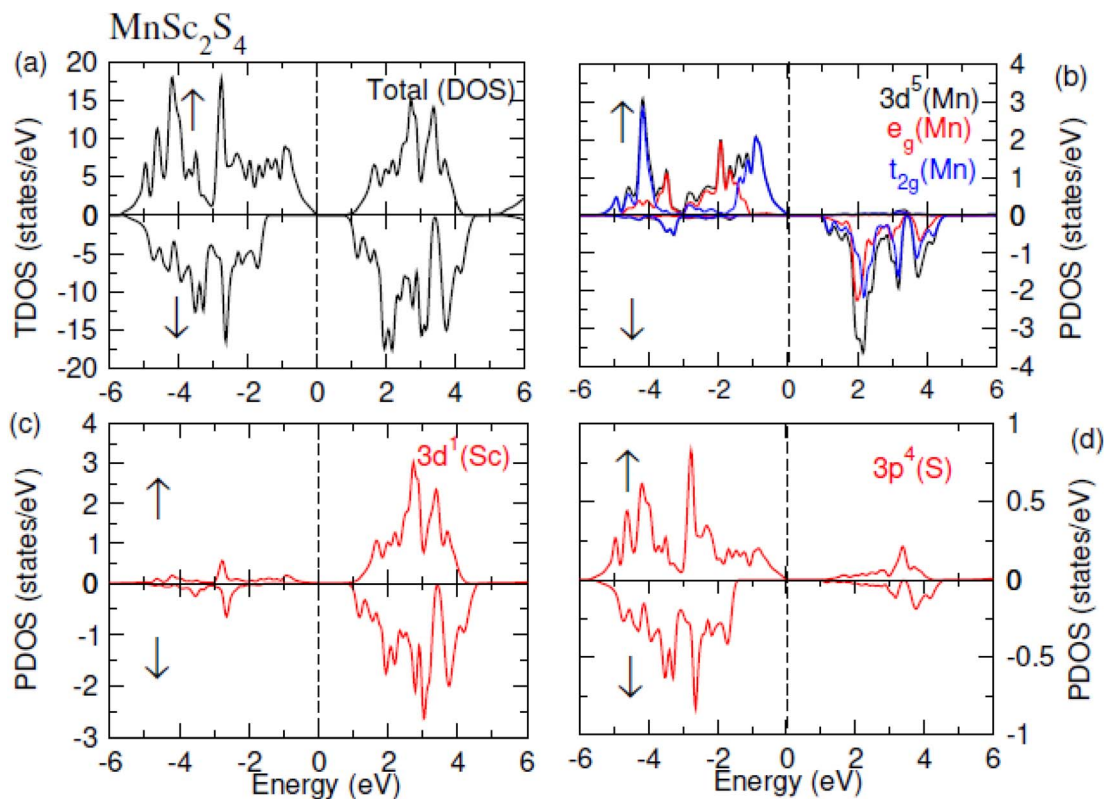 MnSc2S4
(a)
20
15
10
5
0
-5
-10
-15
-20
TDOS (states/eV)
Total (DOS)
↑
↓
-6 -4 -2 0 2 4 6
(b)
4
3
2
1
0
-1
-2
-3
-4
PDOS (states/eV)
3d5(Mn)
eg(Mn)
t2g(Mn)
↑
↓
-6 -4 -2 0 2 4 6
(c)
4
3
2
1
0
-1
-2
-3
PDOS (states/eV)
3d1(Sc)
↑
↓
-6 -4 -2 0 2 4 6
Energy (eV)
(d)
1
0.5
0
-0.5
-1
PDOS (states/eV)
3p4(S)
↑
↓
-6 -4 -2 0 2 4 6
Energy (eV)